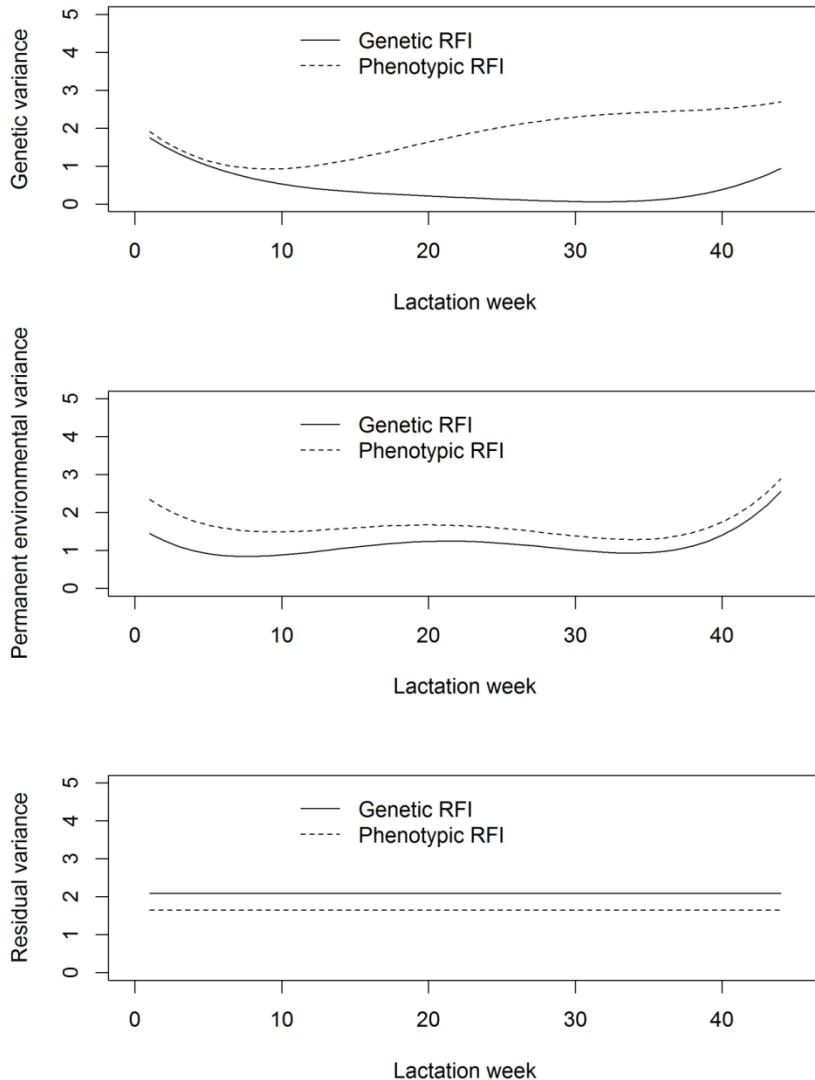 Genetic variance
5
4
3
2
1
0
Genetic RFI
Phenotypic RFI
0 10 20 30 40
Lactation week
Permanent environmental variance
5
4
3
2
1
0
Genetic RFI
Phenotypic RFI
0 10 20 30 40
Lactation week
Residual variance
5
4
3
2
1
0
Genetic RFI
Phenotypic RFI
0 10 20 30 40
Lactation week